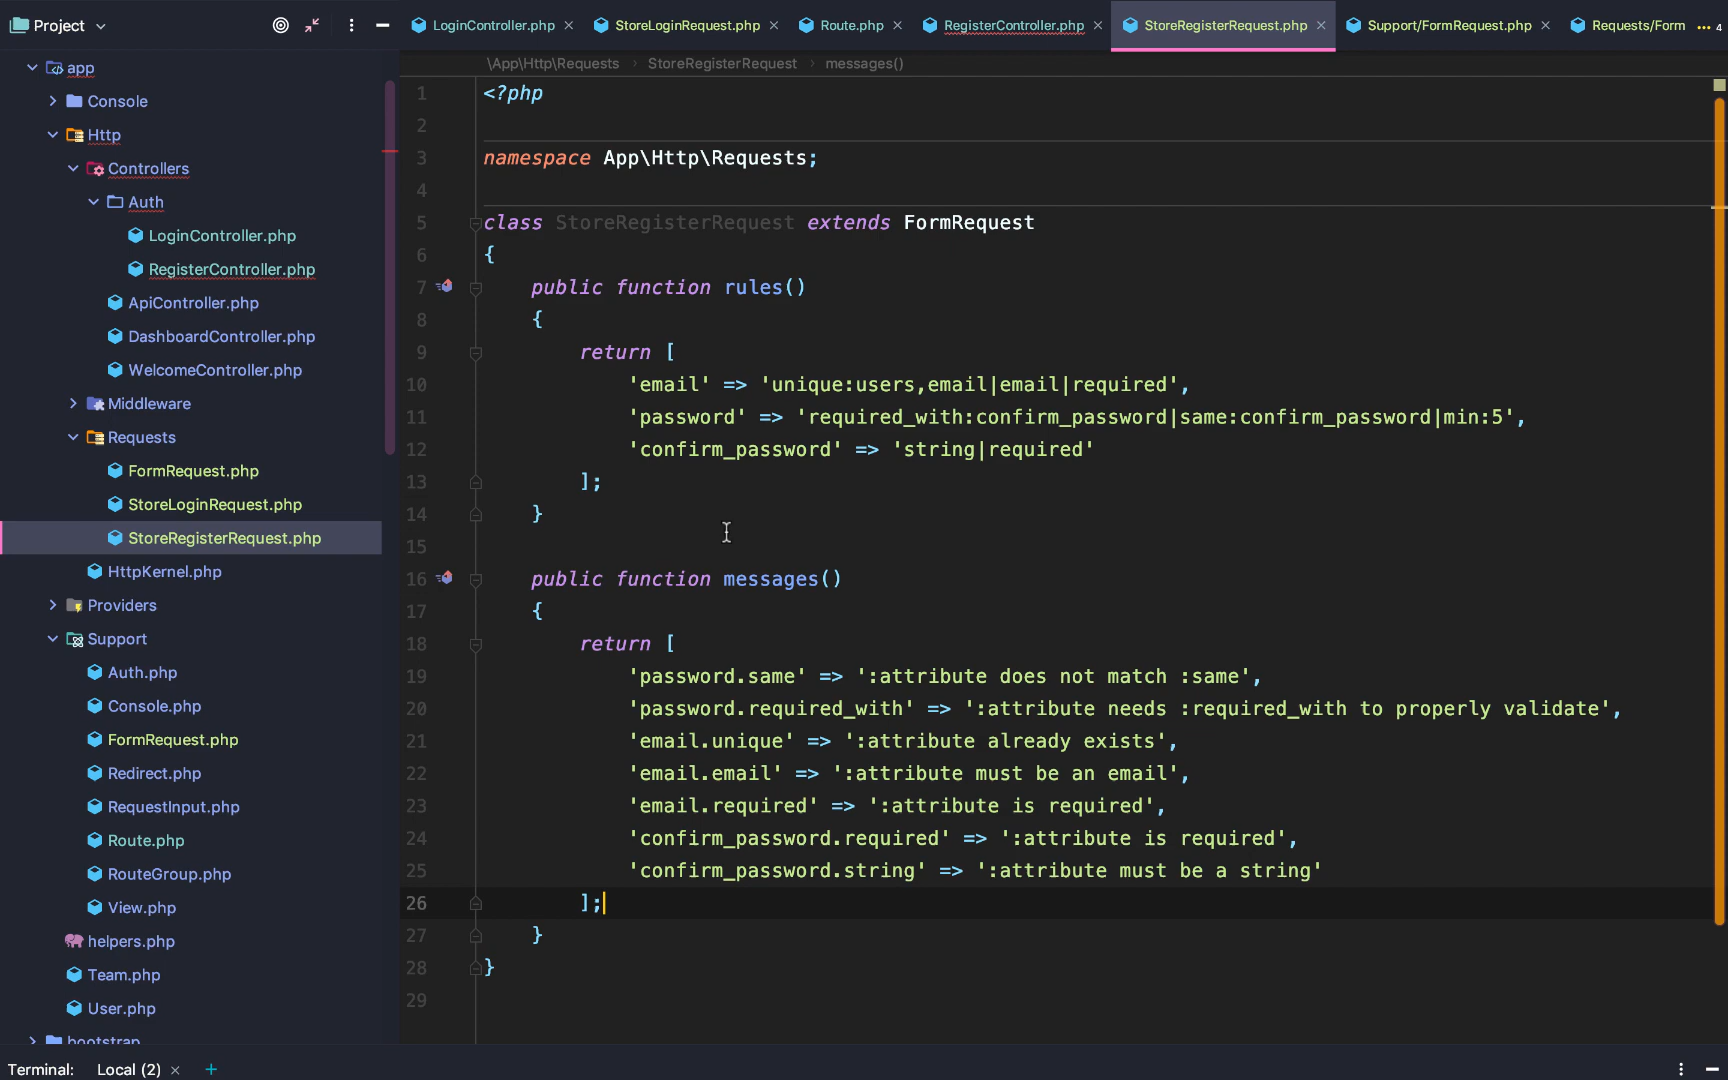 Project
LoginController.php
StoreLoginRequest.php
Route.php
RegisterController.php
StoreRegisterRequest.php
Support/FormRequest.php
Requests/Form
4
app
Console
Http
Controllers
Auth
LoginController.php
RegisterController.php
ApiController.php
DashboardController.php
WelcomeController.php
Middleware
Requests
FormRequest.php
StoreLoginRequest.php
StoreRegisterRequest.php
HttpKernel.php
Providers
Support
Auth.php
Console.php
FormRequest.php
Redirect.php
RequestInput.php
Route.php
RouteGroup.php
View.php
helpers.php
Team.php
User.php
bootstrap
\App\Http\Requests > StoreRegisterRequest > messages()
1 <?php
2
3 namespace App\Http\Requests;
4
5 class StoreRegisterRequest extends FormRequest
6 {
7 public function rules()
8 {
9 return [
10 'email' => 'unique:users,email|email|required',
11 'password' => 'required_with:confirm_password|same:confirm_password|min:5',
12 'confirm_password' => 'string|required'
13 ];
14 }
15
16 public function messages()
17 {
18 return [
19 'password.same' => ':attribute does not match :same',
20 'password.required_with' => ':attribute needs :required_with to properly validate',
21 'email.unique' => ':attribute already exists',
22 'email.email' => ':attribute must be an email',
23 'email.required' => ':attribute is required',
24 'confirm_password.required' => ':attribute is required',
25 'confirm_password.string' => ':attribute must be a string'
26 ];
27 }
28 }
29
Terminal: Local (2) × +